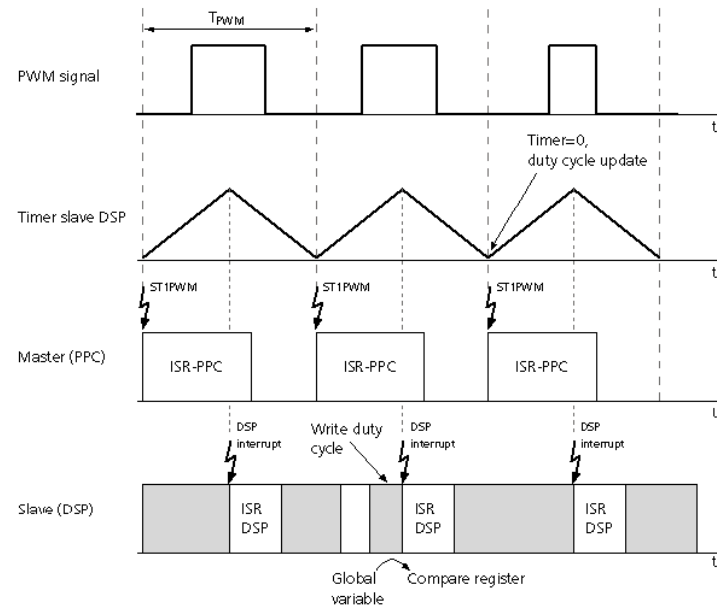 TPWM
PWM signal
t
Timer=0,
duty cycle update
Timer slave DSP
t
ST1PWM
ST1PWM
ST1PWM
Master (PPC)
ISR-PPC
ISR-PPC
ISR-PPC
t
DSP
interrupt
Write duty
cycle
DSP
interrupt
DSP
interrupt
Slave (DSP)
ISR
DSP
ISR
DSP
ISR
DSP
t
Global
variable
Compare register